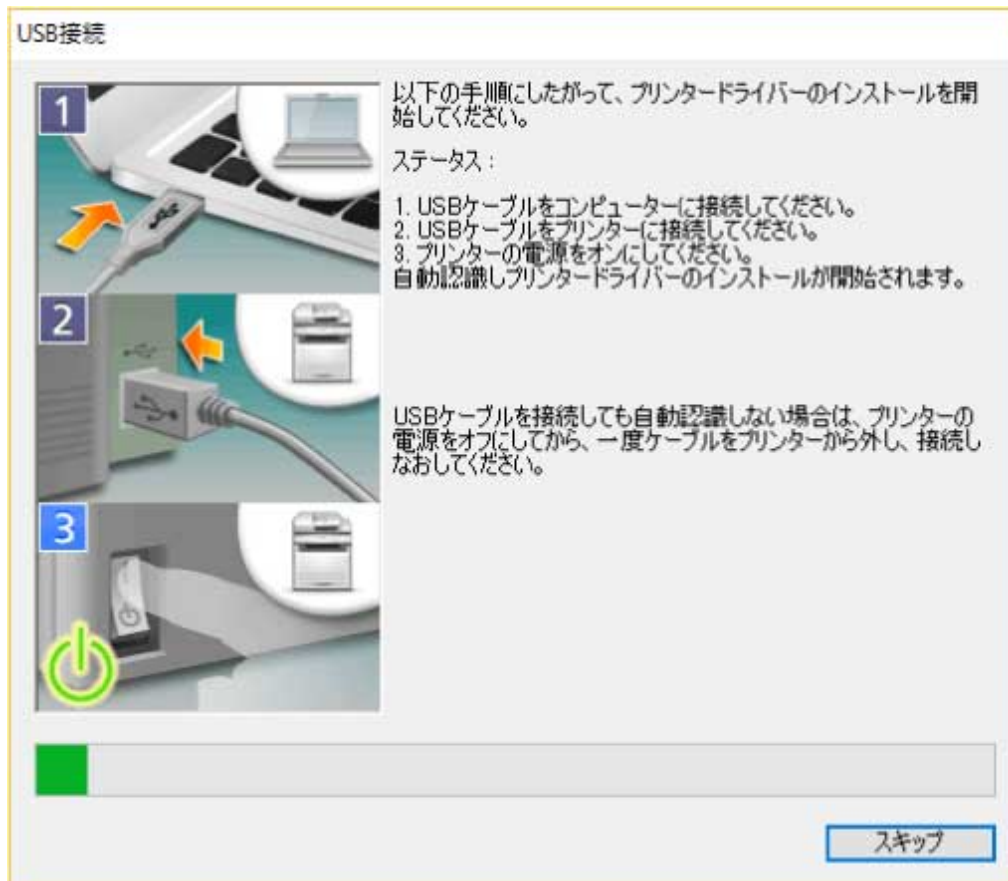 USB接続
1
以下の手順にしたがって、プリンタードライバーのインストールを開
始してください。
ステータス：
1. USBケーブルをコンピューターに接続してください。
2. USBケーブルをプリンターに接続してください。
3. プリンターの電源をオンにしてください。
自動認識しプリンタードライバーのインストールが開始されます。
2
USBケーブルを接続しても自動認識しない場合は、プリンターの
電源をオフにしてから、一度ケーブルをプリンターから外し、接続し
なおしてください。
3
スキップ